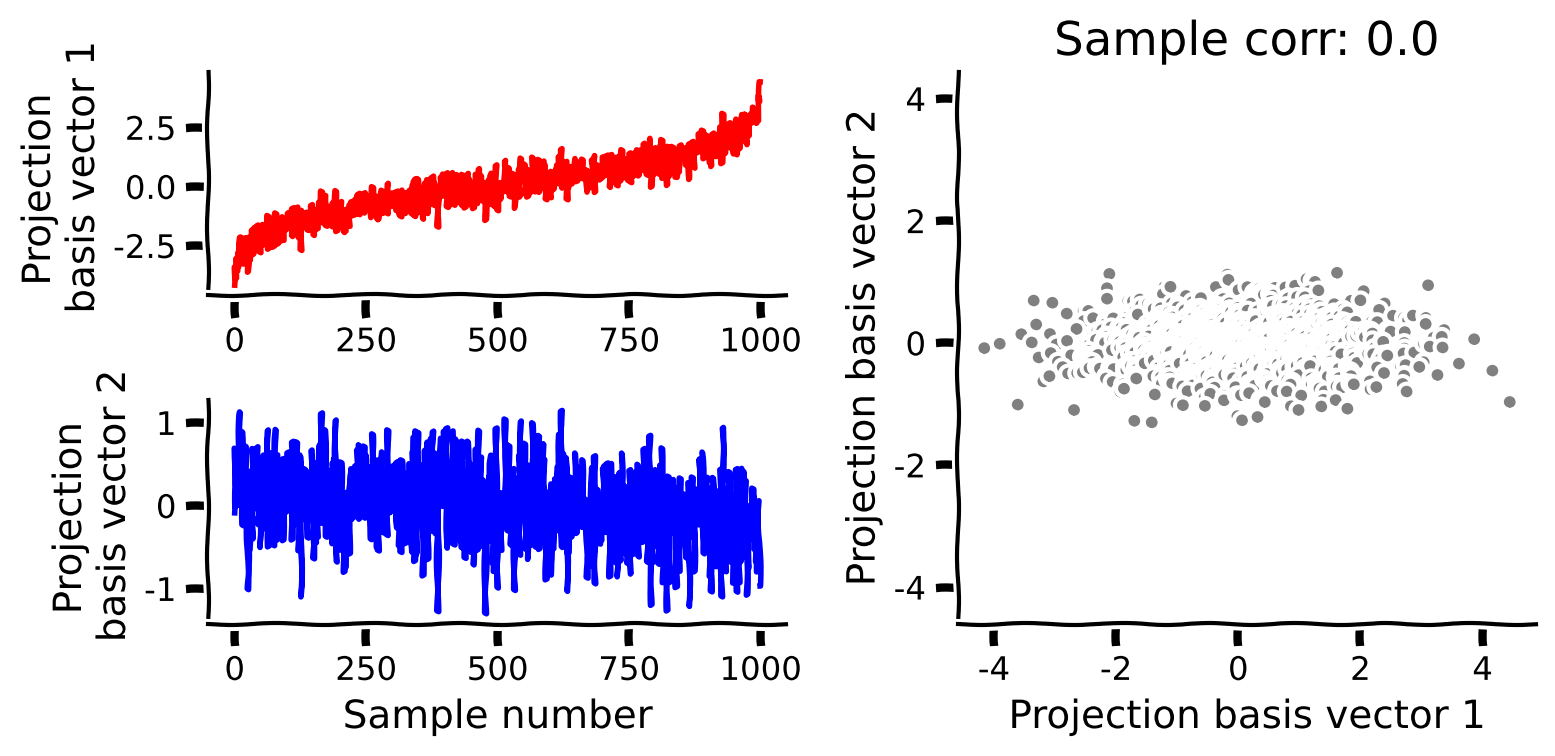 Projection
basis vector 1
2.5
0.0
-2.5
0 250 500 750 1000
Projection
basis vector 2
1
0
-1
0 250 500 750 1000
Sample number
Sample corr: 0.0
Projection basis vector 2
4
2
0
-2
-4
-4 -2 0 2 4
Projection basis vector 1